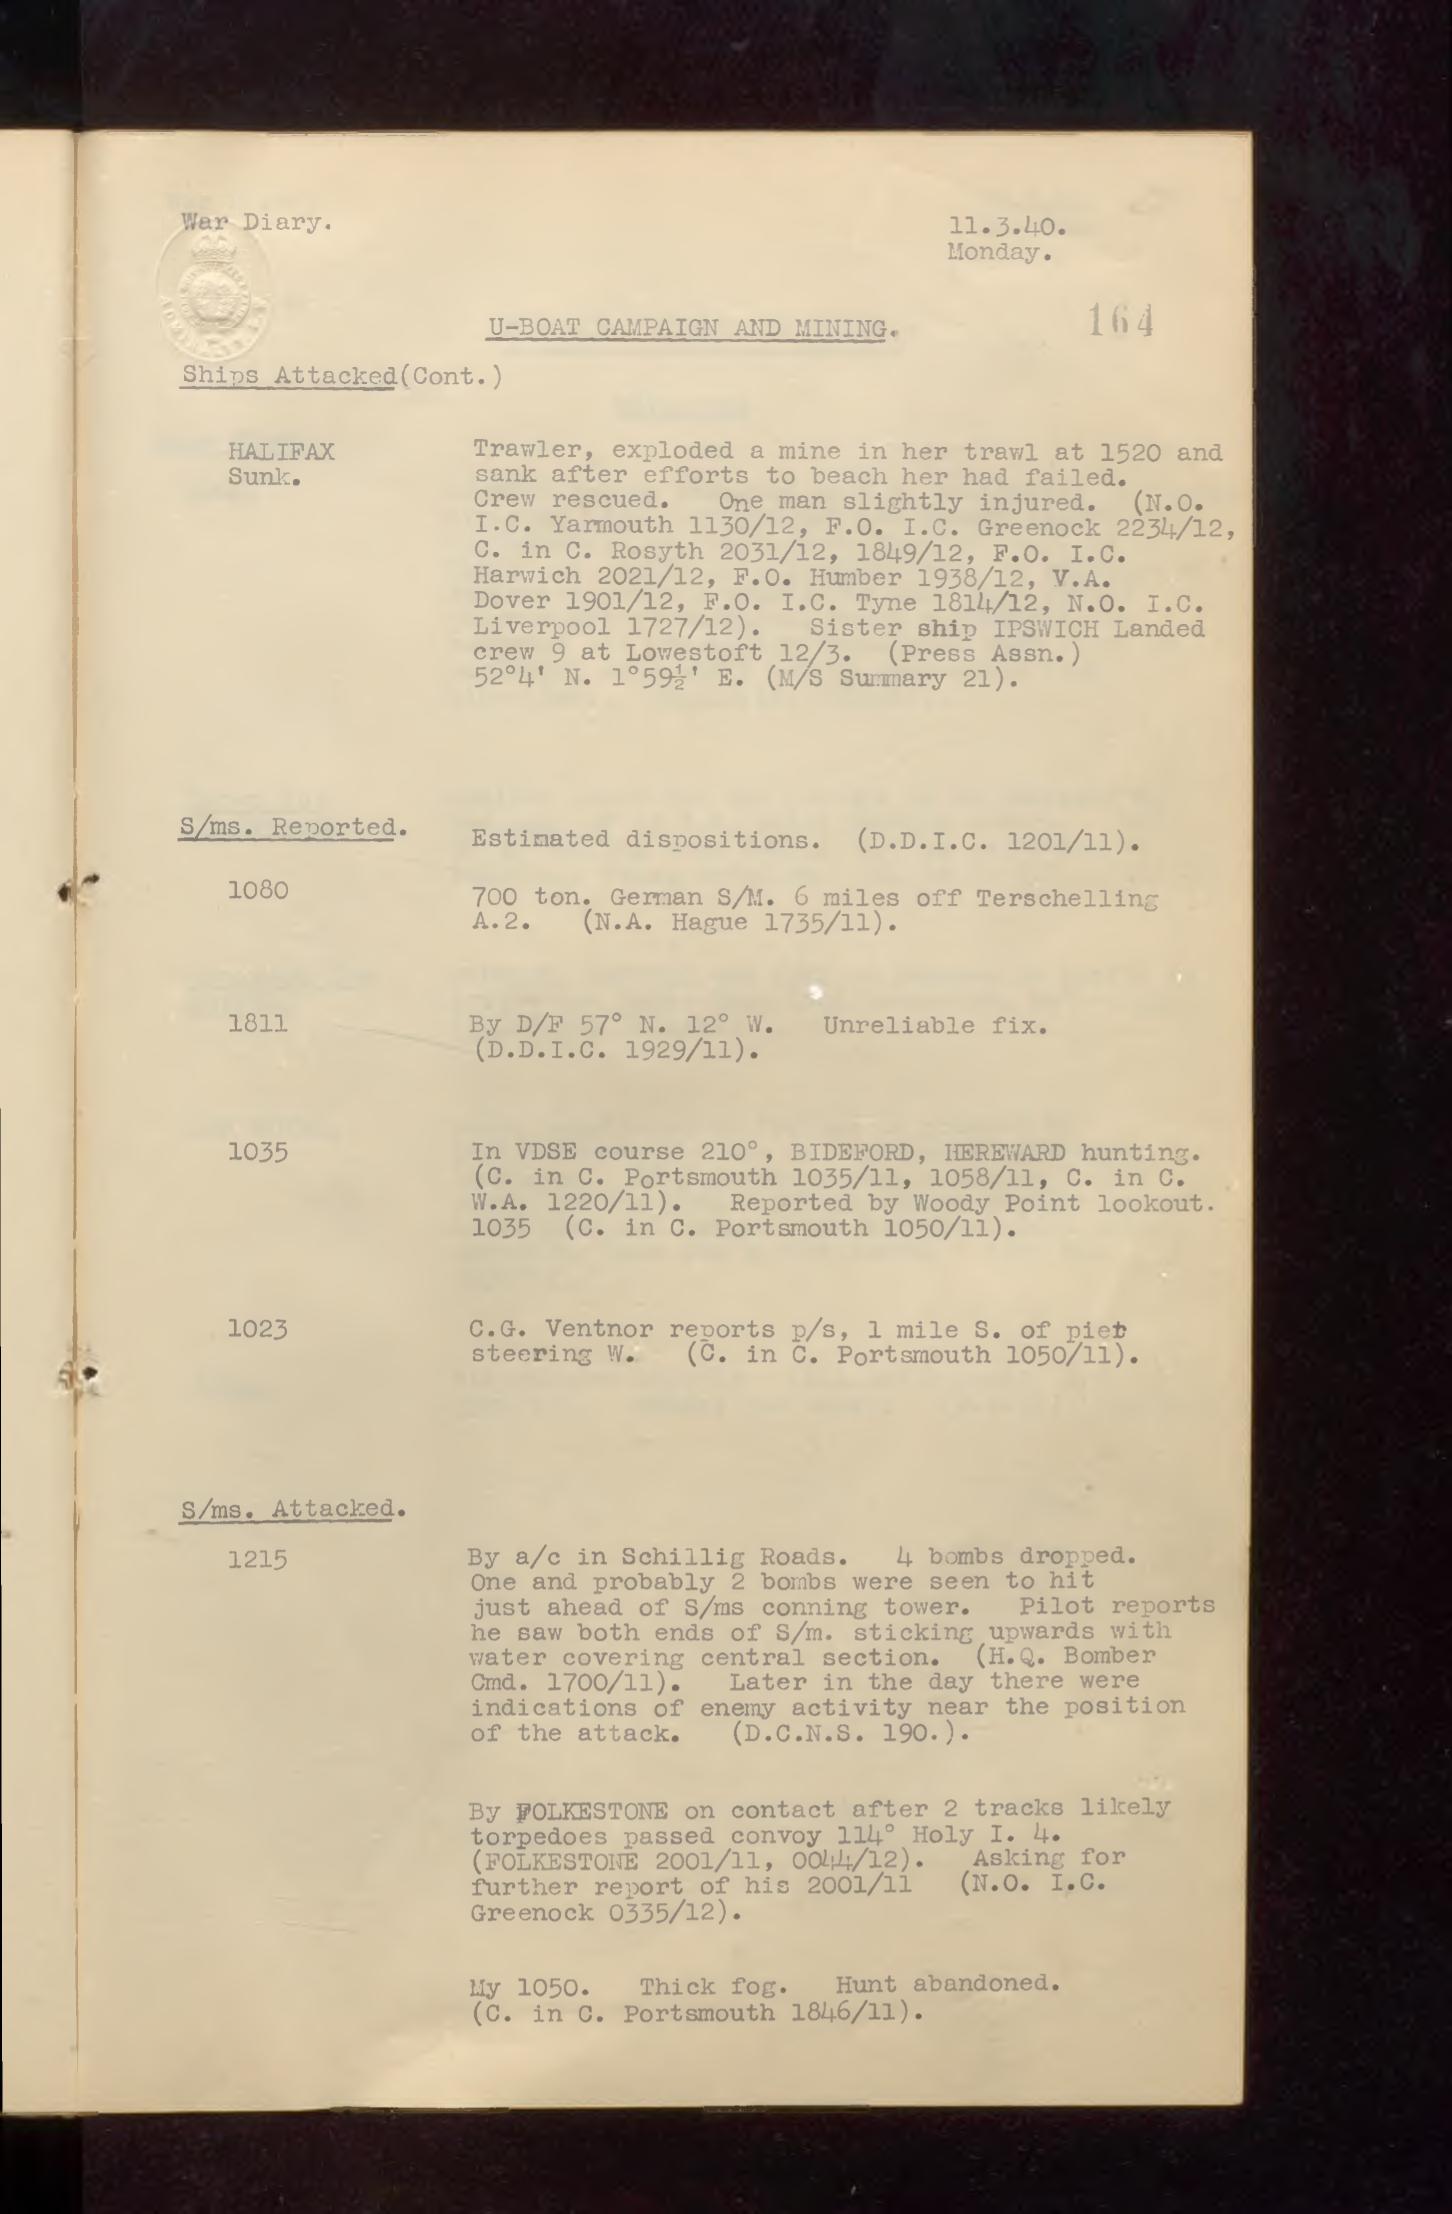 War Diary.
11.3.40.
Monday.
164
U-BOAT CAMPAIGN AND MINING.
Ships Attacked(Cont.)
HALIFAX
Sunk.
Trawler, exploded a mine in her trawl at 1520 and
sank after efforts to beach her had failed.
Crew rescued. One man slightly injured. (N.O.
I.C. Yarmouth 1130/12, F.O. I.C. Greenock 2234/12,
C. in C. Rosyth 2031/12, 1849/12, F.O. I.C.
Harwich 2021/12, F.O. Humber 1938/12, V.A.
Dover 1901/12, F.O. I.C. Tyne 1814/12, N.O. I.C.
Liverpool 1727/12). Sister ship IPSWICH Landed
crew 9 at Lowestoft 12/3. (Press Assn.)
52°4' N. 1°59½' E. (M/S Summary 21).
S/ms. Reported.
Estimated dispositions. (D.D.I.C. 1201/11).
1080
700 ton. German S/M. 6 miles off Terschelling
A.2. (N.A. Hague 1735/11).
1811
By D/F 57° N. 12° W. Unreliable fix.
(D.D.I.C. 1929/11).
1035
In VDSE course 210°, BIDEFORD, HEREWARD hunting.
(C. in C. Portsmouth 1035/11, 1058/11, C. in C.
W.A. 1220/11). Reported by Woody Point lookout.
1035 (C. in C. Portsmouth 1050/11).
1023
C.G. Ventnor reports p/s, 1 mile S. of pier
steering W. (C. in C. Portsmouth 1050/11).
S/ms. Attacked.
1215
By a/c in Schillig Roads. 4 bombs dropped.
One and probably 2 bombs were seen to hit
just ahead of S/ms conning tower. Pilot reports
he saw both ends of S/m. sticking upwards with
water covering central section. (H.Q. Bomber
Cmd. 1700/11). Later in the day there were
indications of enemy activity near the position
of the attack. (D.C.N.S. 190.).
By FOLKESTONE on contact after 2 tracks likely
torpedoes passed convoy 114° Holy I. 4.
(FOLKESTONE 2001/11, 0044/12). Asking for
further report of his 2001/11 (N.O. I.C.
Greenock 0335/12).
My 1050. Thick fog. Hunt abandoned.
(C. in C. Portsmouth 1846/11).